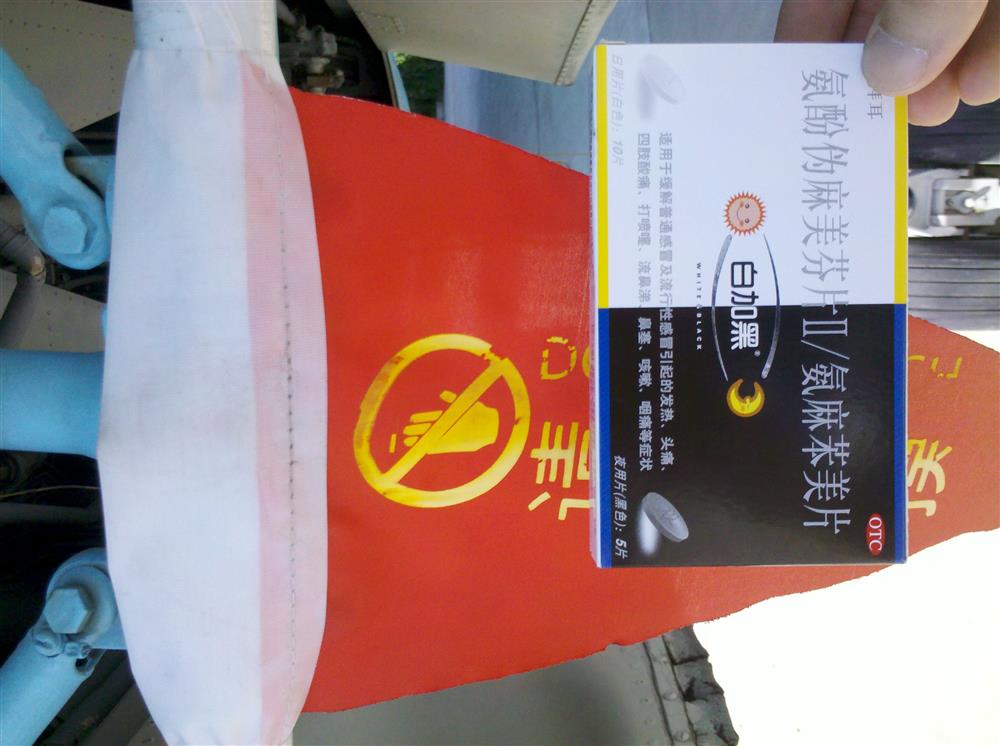 拜耳
氨酚伪麻美芬片Ⅱ/氨麻苯美片
OTC
白加黑®
WHITE & BLACK
适用于缓解普通感冒及流行性感冒引起的发热、头痛、
四肢酸痛、打喷嚏、流鼻涕、鼻塞、咳嗽、咽痛等症状
日用片(白色)：10片
夜用片(黑色)：5片
请
摸